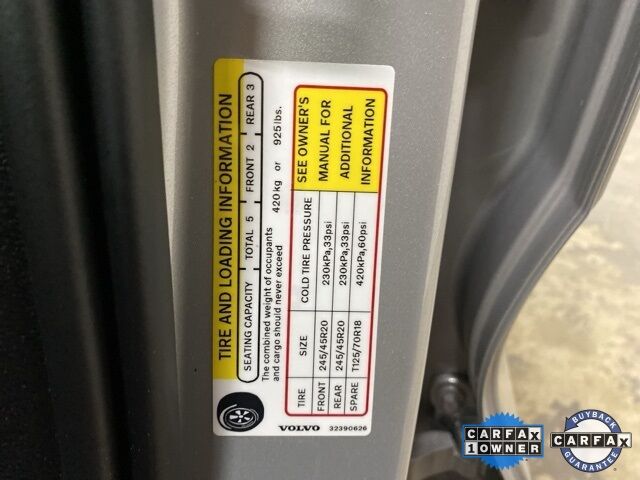 TIRE AND LOADING INFORMATION
SEATING CAPACITY TOTAL 5 FRONT 2 REAR 3
The combined weight of occupants
and cargo should never exceed 420 kg or 925 lbs.
TIRE SIZE COLD TIRE PRESSURE
FRONT 245/45R20 230kPa,33psi
REAR 245/45R20 230kPa,33psi
SPARE T125/70R18 420kPa,60psi
SEE OWNER'S
MANUAL FOR
ADDITIONAL
INFORMATION
VOLVO 32390626
CARFAX
1 OWNER
BUYBACK
CARFAX
GUARANTEE